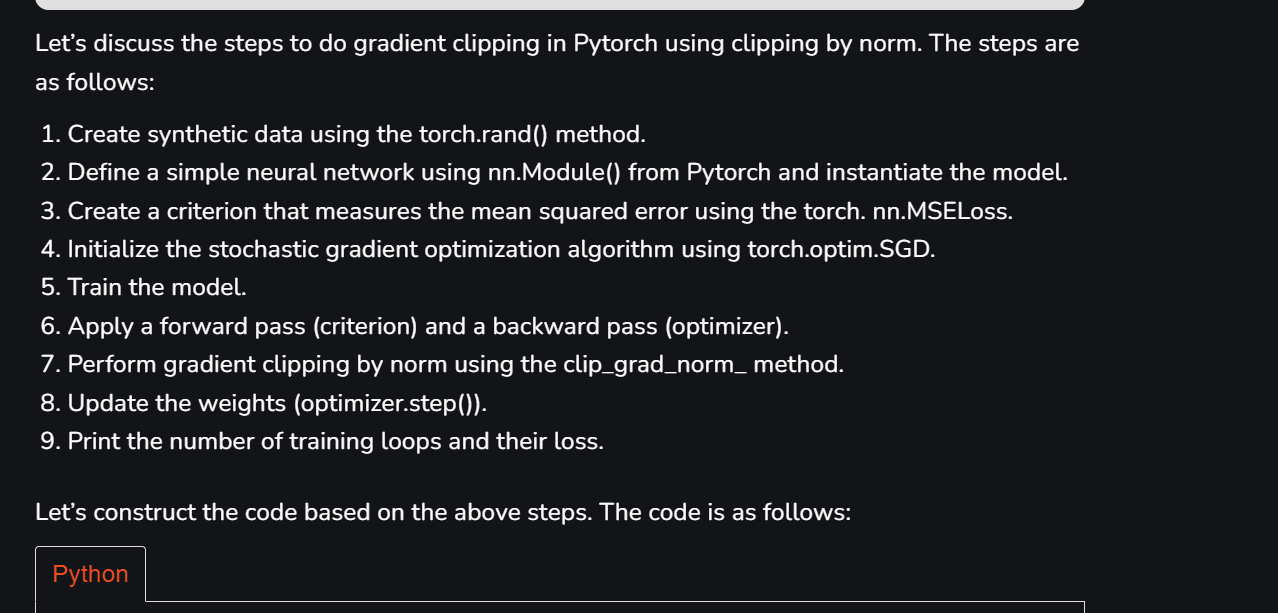 Let’s discuss the steps to do gradient clipping in Pytorch using clipping by norm. The steps are
as follows:
1. Create synthetic data using the torch.rand() method.
2. Define a simple neural network using nn.Module() from Pytorch and instantiate the model.
3. Create a criterion that measures the mean squared error using the torch. nn.MSELoss.
4. Initialize the stochastic gradient optimization algorithm using torch.optim.SGD.
5. Train the model.
6. Apply a forward pass (criterion) and a backward pass (optimizer).
7. Perform gradient clipping by norm using the clip_grad_norm_ method.
8. Update the weights (optimizer.step()).
9. Print the number of training loops and their loss.
Let’s construct the code based on the above steps. The code is as follows:
Python